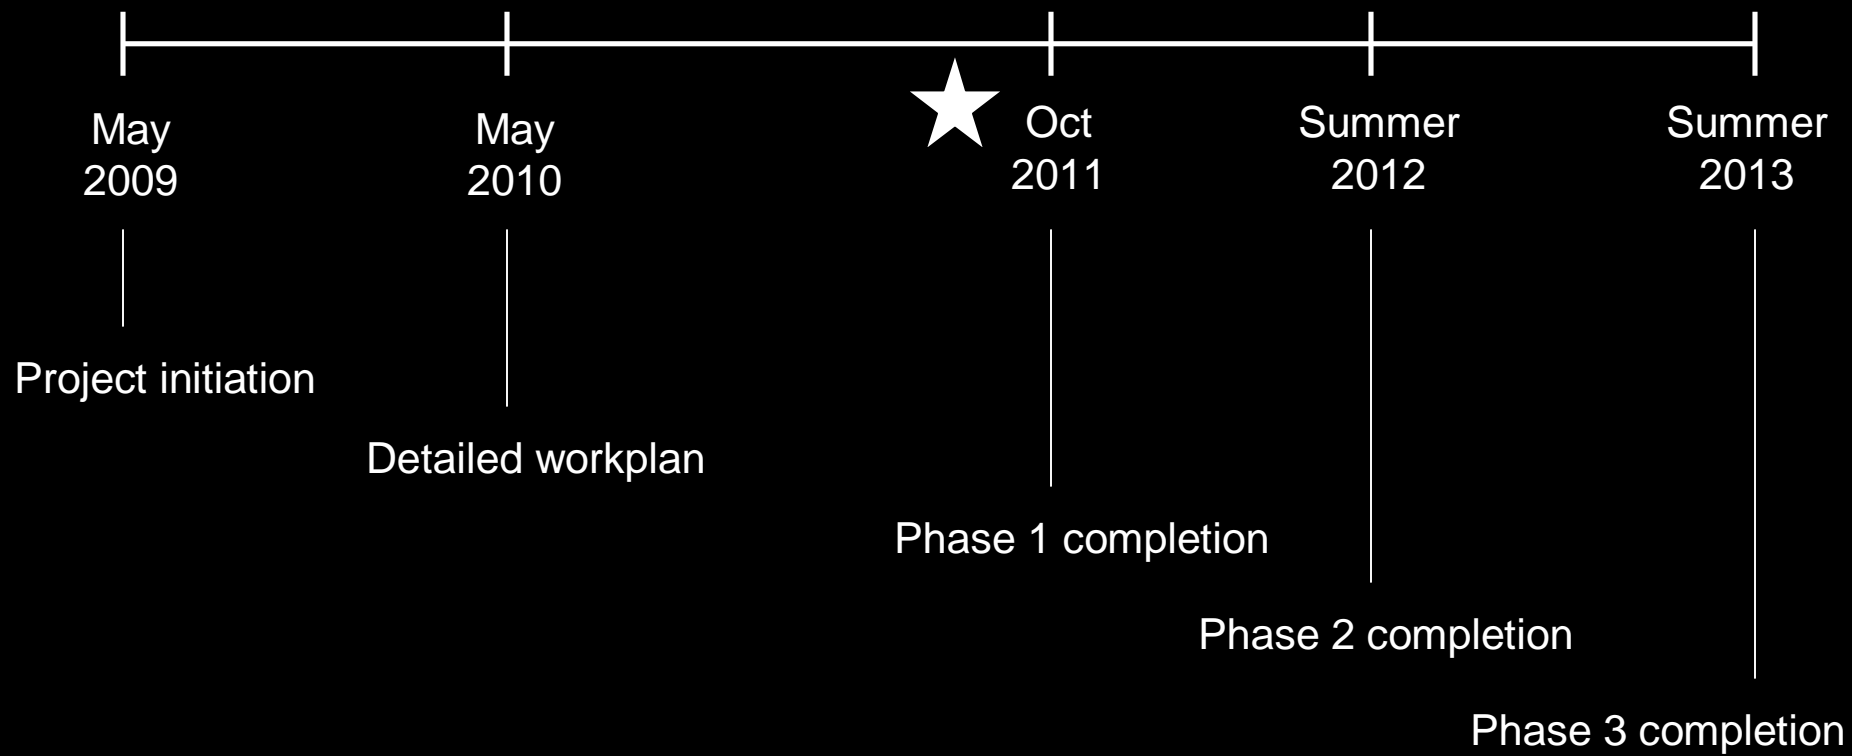 May
2009
May
2010
Oct
2011
Summer
2012
Summer
2013
Project initiation
Detailed workplan
Phase 1 completion
Phase 2 completion
Phase 3 completion